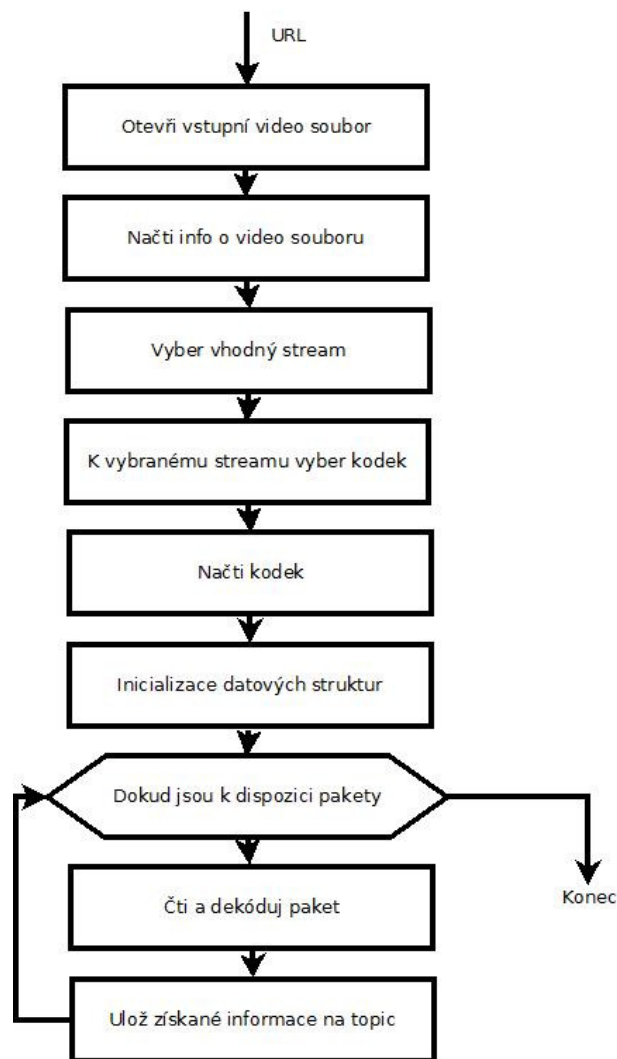 URL
Otevři vstupní video soubor
Načti info o video souboru
Vyber vhodný stream
K vybranému streamu vyber kodek
Načti kodek
Inicializace datových struktur
Dokud jsou k dispozici pakety
Čti a dekóduj paket
Konec
Ulož získané informace na topic